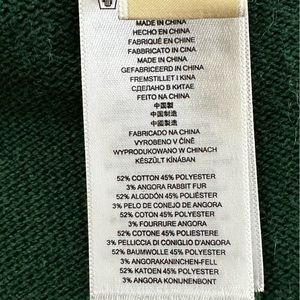 MADE IN CHINA
HECHO EN CHINA
FABRIQUÉ EN CHINE
FABBRICATO IN CINA
MADE IN CHINA
GEFABRICEERD IN CHINA
FREMSTILLET I KINA
СДЕЛАНО В КИТАЕ
FEITO NA CHINA
中国製
中国制造
中國製造
FABRICADO NA CHINA
VYROBENO V ČÍNĚ
WYPRODUKOWANO W CHINACH
KÉSZÜLT KÍNÁBAN
52% COTTON 45% POLYESTER
3% ANGORA RABBIT FUR
52% ALGODÓN 45% POLIÉSTER
3% PELO DE CONEJO DE ANGORA
52% COTON 45% POLYESTER
3% FOURRURE ANGORA
52% COTONE 45% POLIESTERE
3% PELLICCIA DI CONIGLIO D'ANGORA
52% BAUMWOLLE 45% POLYESTER
3% ANGORAKANINCHEN-FELL
52% KATOEN 45% POLYESTER
3% ANGORA KONIJNENBONT